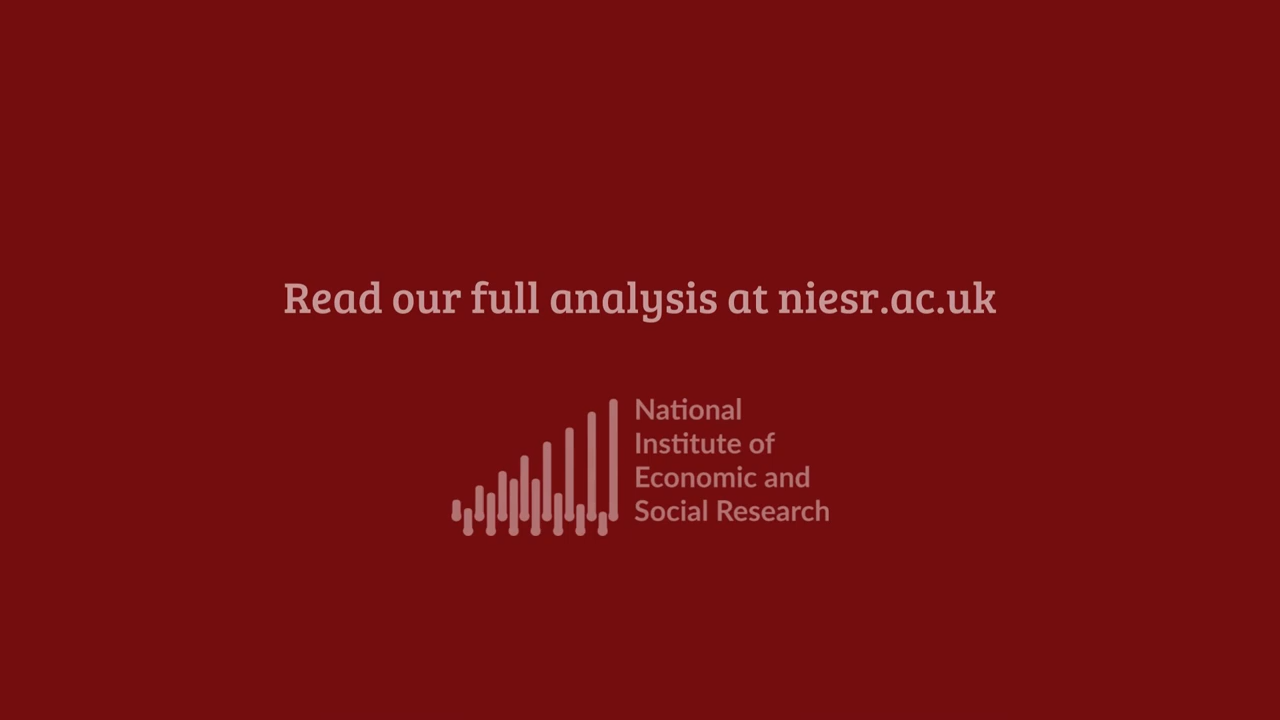 Read our full analysis at niesr.ac.uk
National
Institute of
Economic and
Social Research